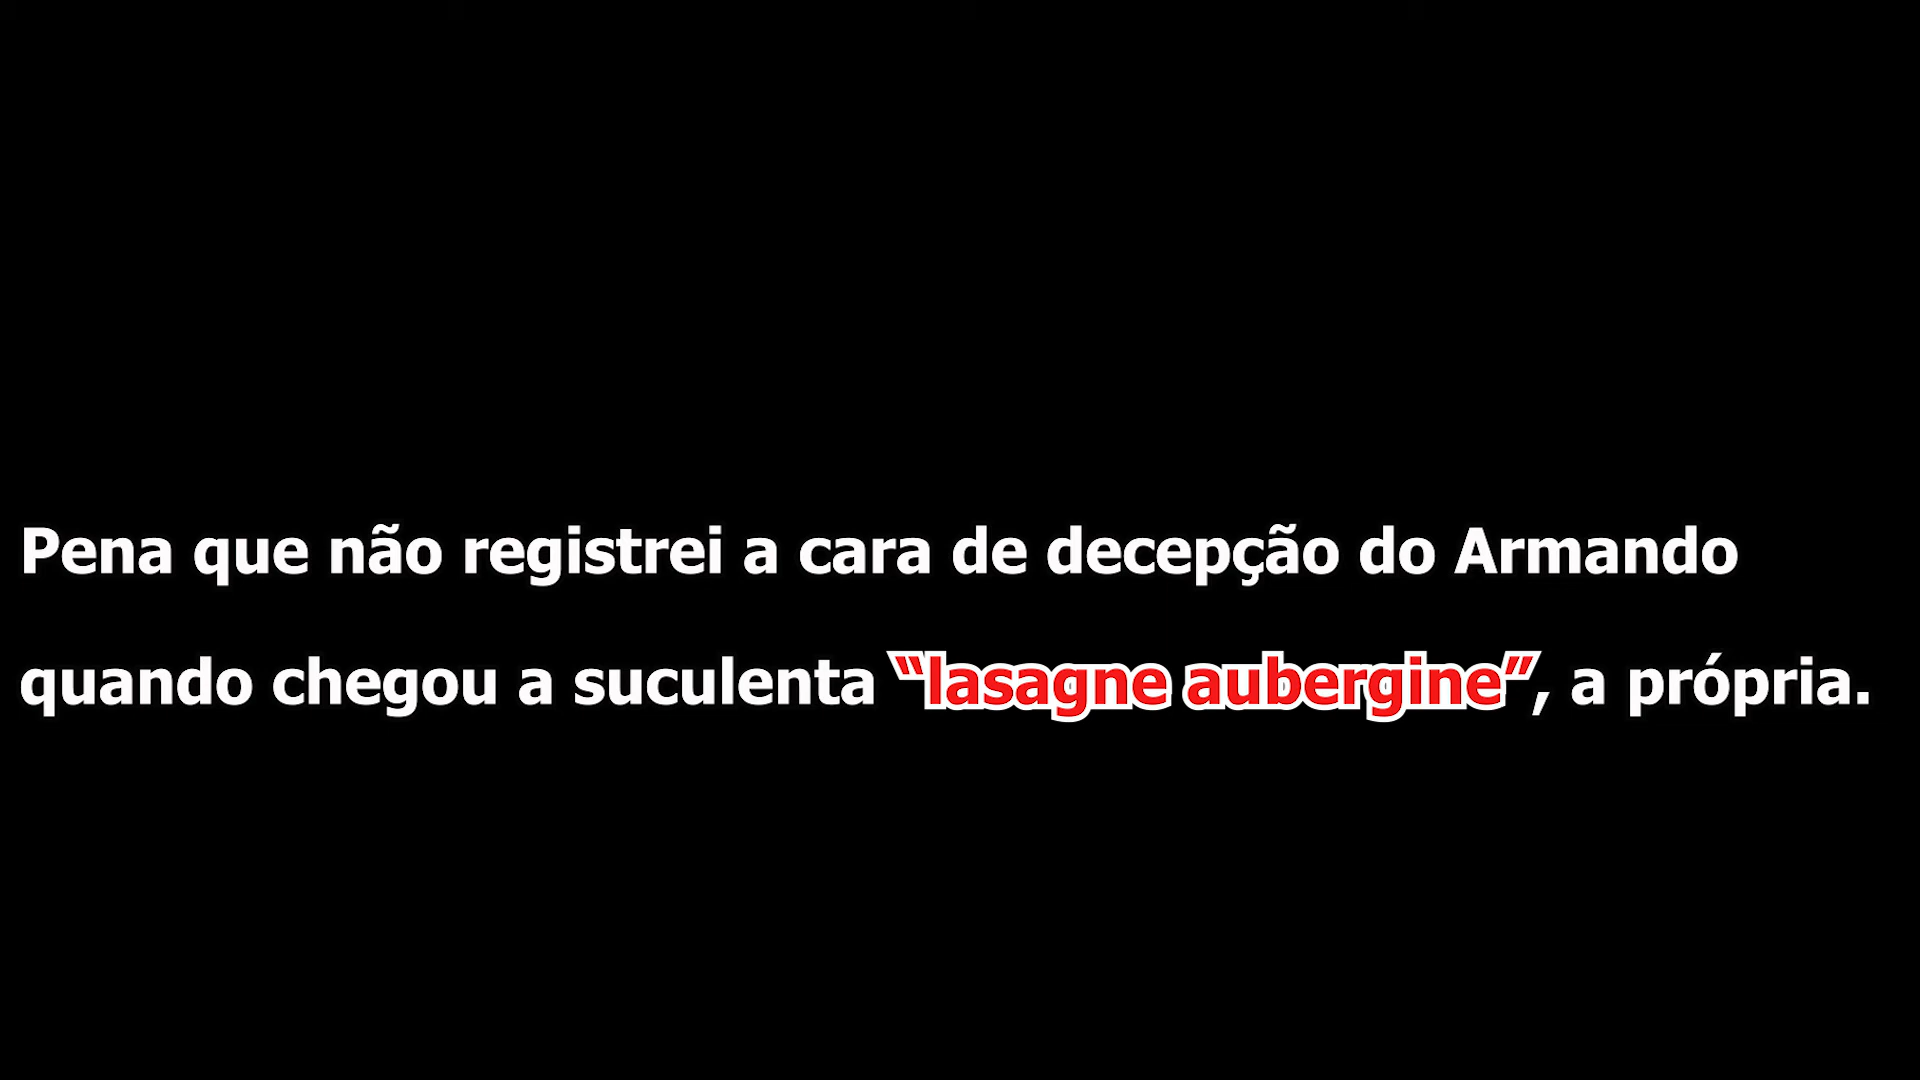 Pena que não registrei a cara de decepção do Armando
quando chegou a suculenta “lasagne aubergine”, a própria.